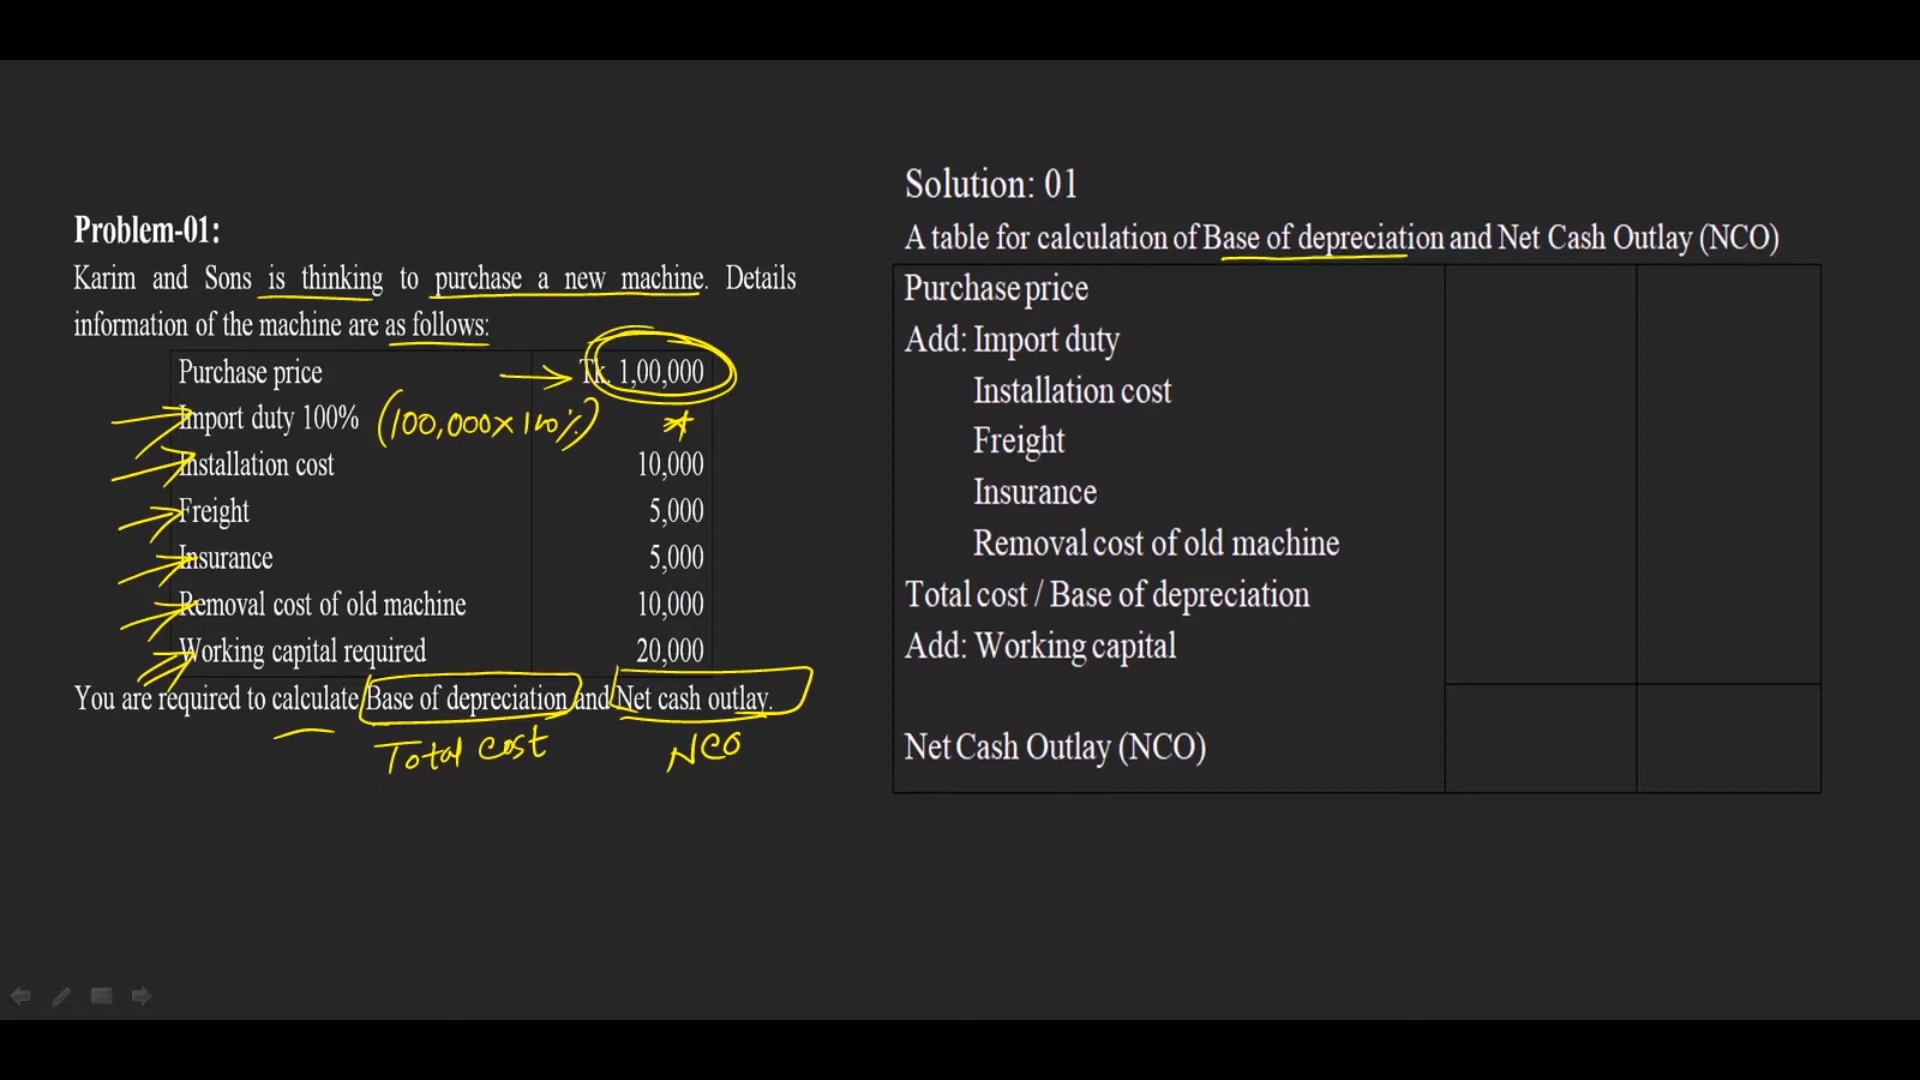 Problem-01:
Karim and Sons is thinking to purchase a new machine. Details
information of the machine are as follows:
Purchase price Tk. 1,00,000
Import duty 100% (100,000×100%) *
Installation cost 10,000
Freight 5,000
Insurance 5,000
Removal cost of old machine 10,000
Working capital required 20,000
You are required to calculate Base of depreciation and Net cash outlay.
Total cost NCO
Solution: 01
A table for calculation of Base of depreciation and Net Cash Outlay (NCO)
Purchase price
Add: Import duty
Installation cost
Freight
Insurance
Removal cost of old machine
Total cost / Base of depreciation
Add: Working capital
Net Cash Outlay (NCO)